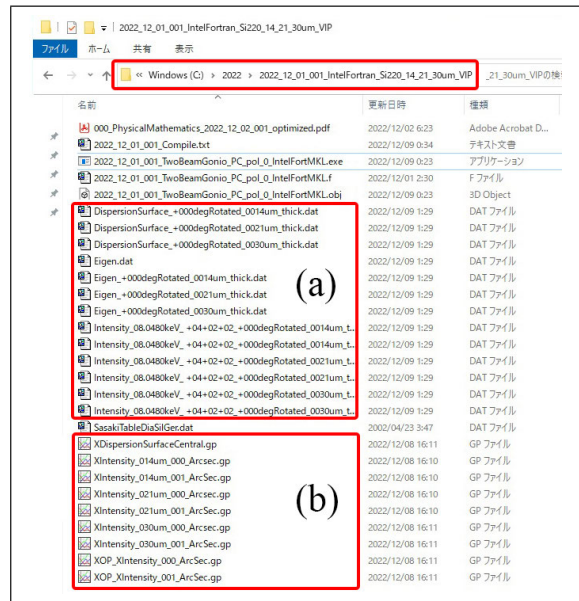 2022_12_01_001_IntelFortran_Si220_14_21_30um_VIP
ファイル ホーム 共有 表示
« Windows (C:) › 2022 › 2022_12_01_001_IntelFortran_Si220_14_21_30um_VIP _21_30um_VIPの検
名前 更新日時 種類
000_PhysicalMathematics_2022_12_02_001_optimized.pdf 2022/12/02 6:23 Adobe Acrobat D...
2022_12_01_001_Compile.txt 2022/12/09 0:34 テキスト文書
2022_12_01_001_TwoBeamGonio_PC_pol_0_IntelFortMKL.exe 2022/12/09 0:23 アプリケーション
2022_12_01_001_TwoBeamGonio_PC_pol_0_IntelFortMKL.f 2022/12/01 2:30 F ファイル
2022_12_01_001_TwoBeamGonio_PC_pol_0_IntelFortMKL.obj 2022/12/09 0:23 3D Object
DispersionSurface_+000degRotated_0014um_thick.dat 2022/12/09 1:29 DAT ファイル
DispersionSurface_+000degRotated_0021um_thick.dat 2022/12/09 1:29 DAT ファイル
DispersionSurface_+000degRotated_0030um_thick.dat 2022/12/09 1:29 DAT ファイル
Eigen.dat 2022/12/09 1:29 DAT ファイル
Eigen_+000degRotated_0014um_thick.dat 2022/12/09 1:29 DAT ファイル
Eigen_+000degRotated_0021um_thick.dat 2022/12/09 1:29 DAT ファイル
Eigen_+000degRotated_0030um_thick.dat 2022/12/09 1:29 DAT ファイル
(a)
Intensity_08.0480keV_ +04+02+02_+000degRotated_0014um_t... 2022/12/09 1:29 DAT ファイル
Intensity_08.0480keV_ +04+02+02_+000degRotated_0014um_t... 2022/12/09 1:29 DAT ファイル
Intensity_08.0480keV_ +04+02+02_+000degRotated_0021um_t... 2022/12/09 1:29 DAT ファイル
Intensity_08.0480keV_ +04+02+02_+000degRotated_0021um_t... 2022/12/09 1:29 DAT ファイル
Intensity_08.0480keV_ +04+02+02_+000degRotated_0030um_t... 2022/12/09 1:29 DAT ファイル
Intensity_08.0480keV_ +04+02+02_+000degRotated_0030um_t... 2022/12/09 1:29 DAT ファイル
SasakiTableDiaSilGer.dat 2002/04/23 3:47 DAT ファイル
XDispersionSurfaceCentral.gp 2022/12/08 16:11 GP ファイル
XIntensity_014um_000_Arcsec.gp 2022/12/08 16:10 GP ファイル
XIntensity_014um_001_ArcSec.gp 2022/12/08 16:10 GP ファイル
XIntensity_021um_000_ArcSec.gp 2022/12/08 16:10 GP ファイル
XIntensity_021um_001_ArcSec.gp 2022/12/08 16:10 GP ファイル
(b)
XIntensity_030um_000_ArcSec.gp 2022/12/08 16:11 GP ファイル
XIntensity_030um_001_ArcSec.gp 2022/12/08 16:11 GP ファイル
XOP_XIntensity_000_ArcSec.gp 2022/12/08 16:11 GP ファイル
XOP_XIntensity_001_ArcSec.gp 2022/12/08 16:11 GP ファイル